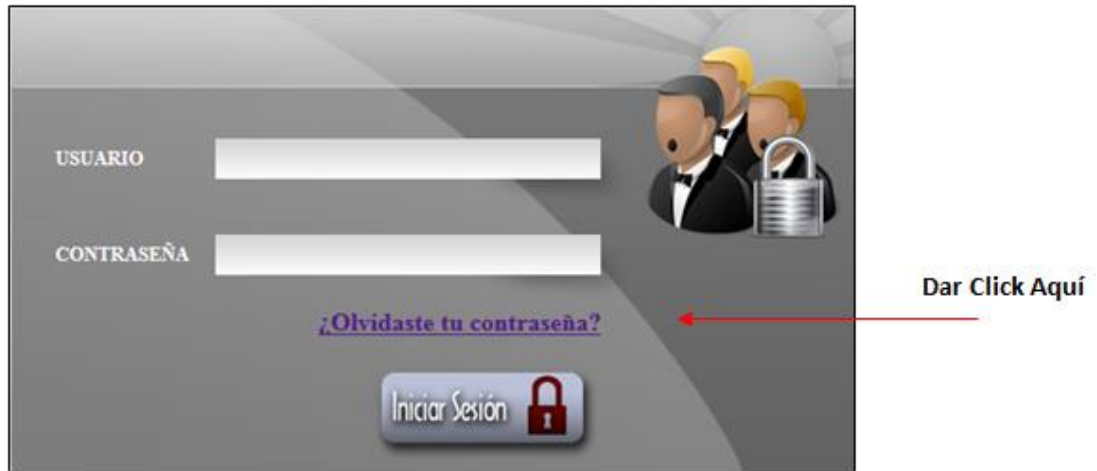 USUARIO
CONTRASEÑA
Dar Click Aquí
¿Olvidaste tu contraseña?
Iniciar Sesión